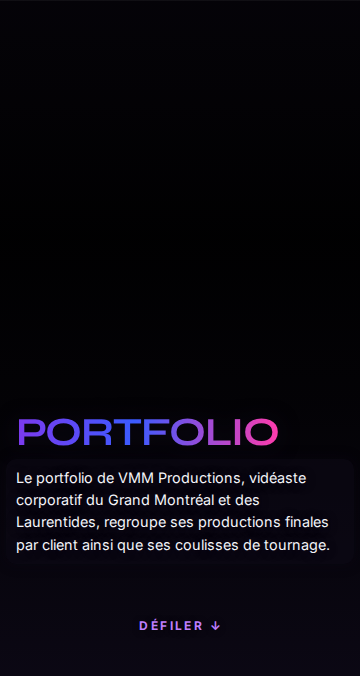 PORTFOLIO
Le portfolio de VMM Productions, vidéaste
corporatif du Grand Montréal et des
Laurentides, regroupe ses productions finales
par client ainsi que ses coulisses de tournage.
DÉFILER ↓